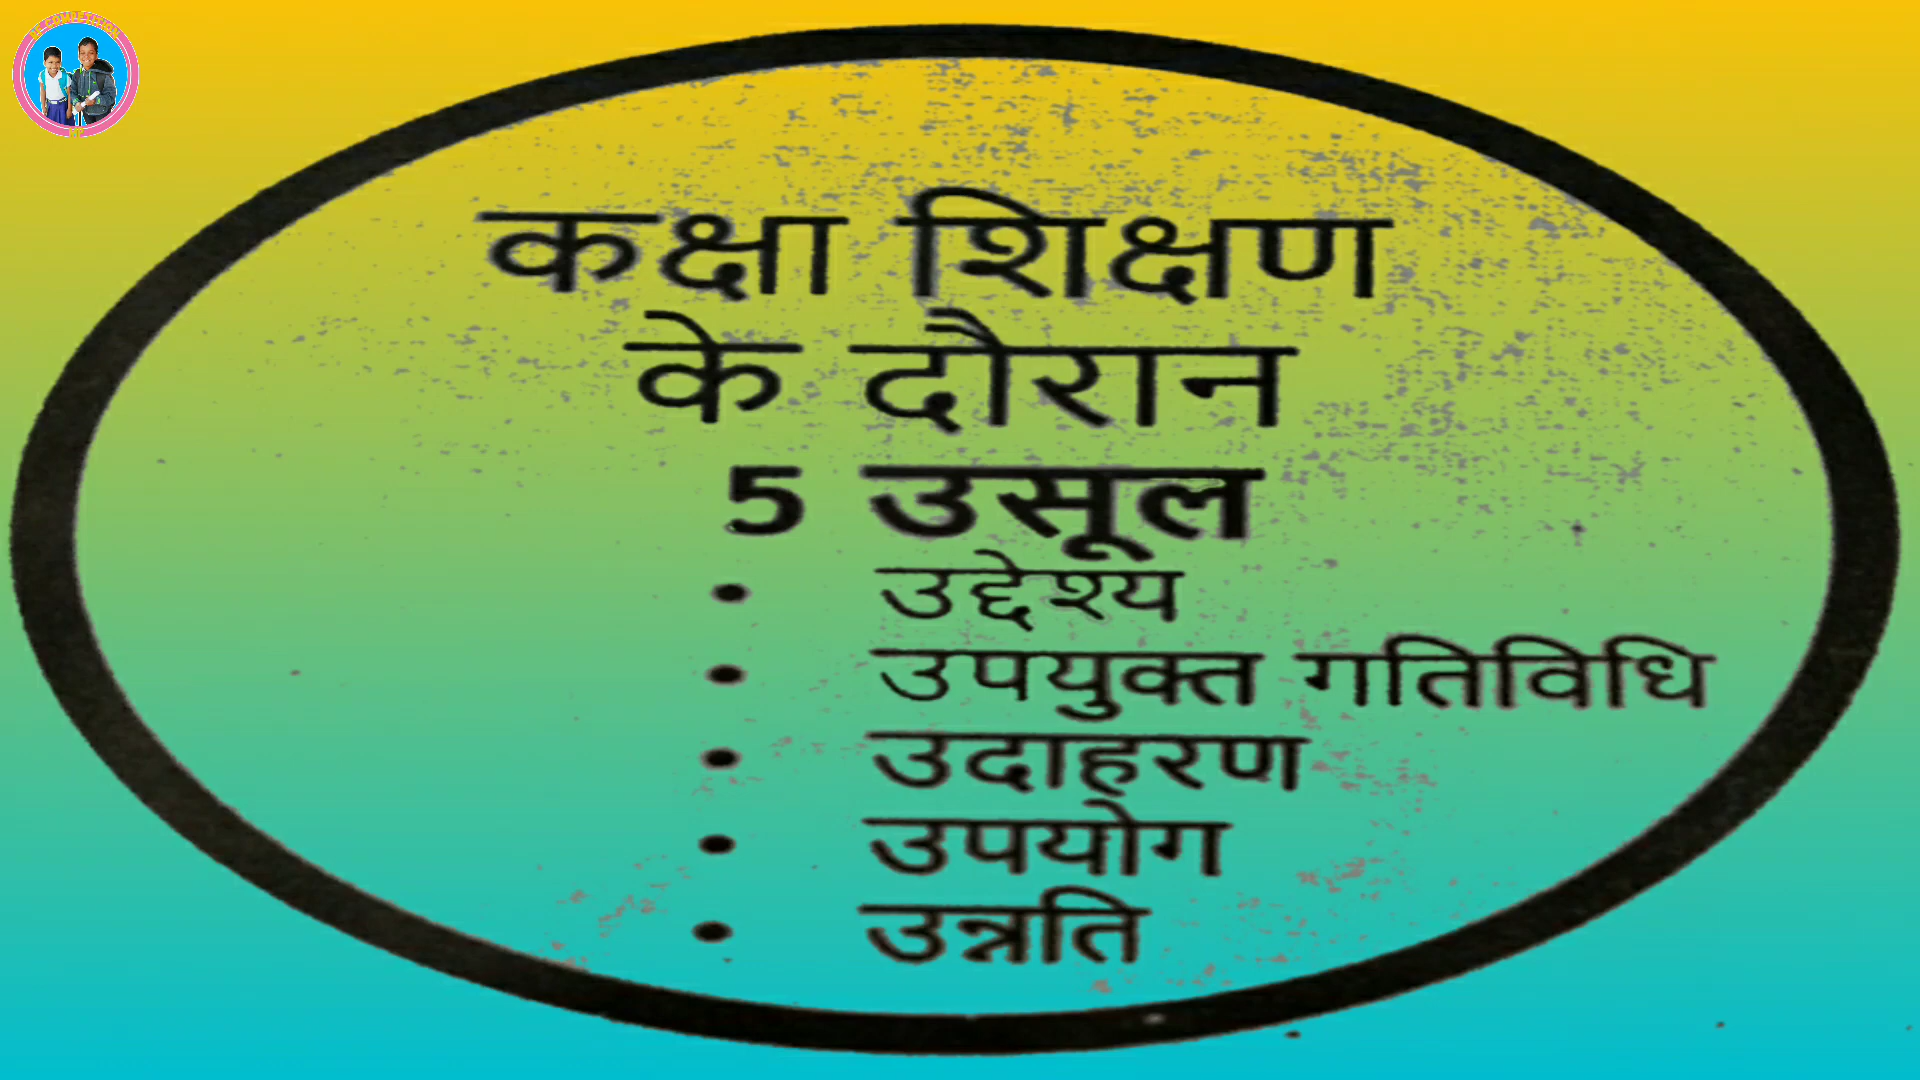 कक्षा शिक्षण
के दौरान
5 उसूल
• उद्देश्य
• उपयुक्त गतिविधि
• उदाहरण
• उपयोग
• उन्नति